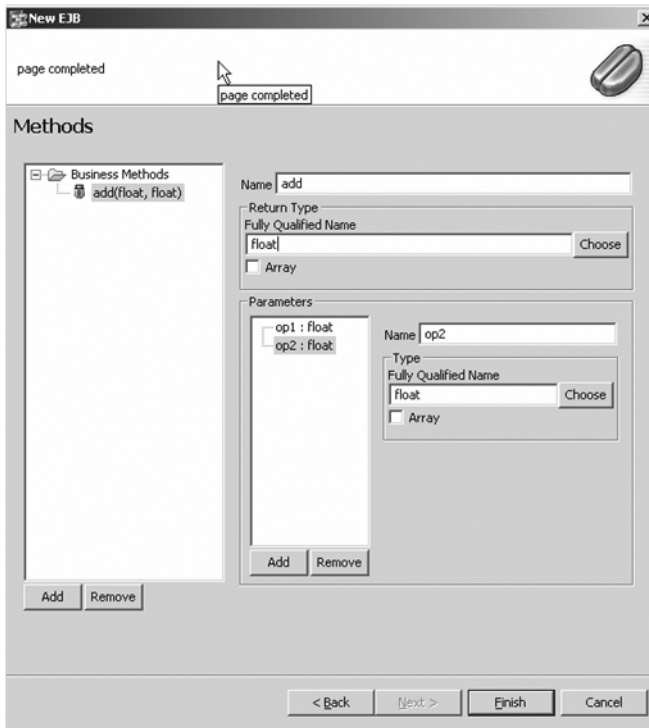 New EJB
page completed
page completed
Methods
Business Methods
add(float, float)
Add Remove
Name add
Return Type
Fully Qualified Name
float Choose
Array
Parameters
op1 : float
op2 : float
Add Remove
Name op2
Type
Fully Qualified Name
float Choose
Array
< Back Next > Finish Cancel